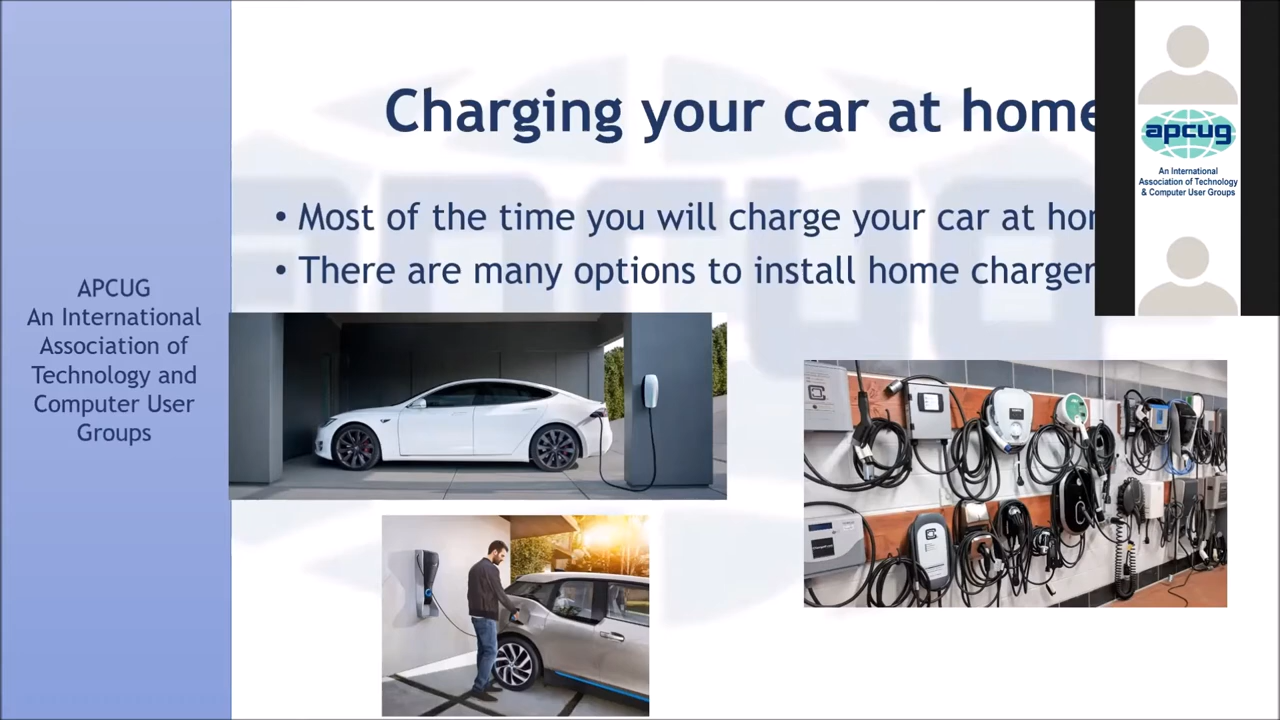 Charging your car at home
• Most of the time you will charge your car at
• There are many options to install home
APCUG
An International
Association of
Technology and
Computer User
Groups
apcug
An International
Association of Technology
& Computer User Groups